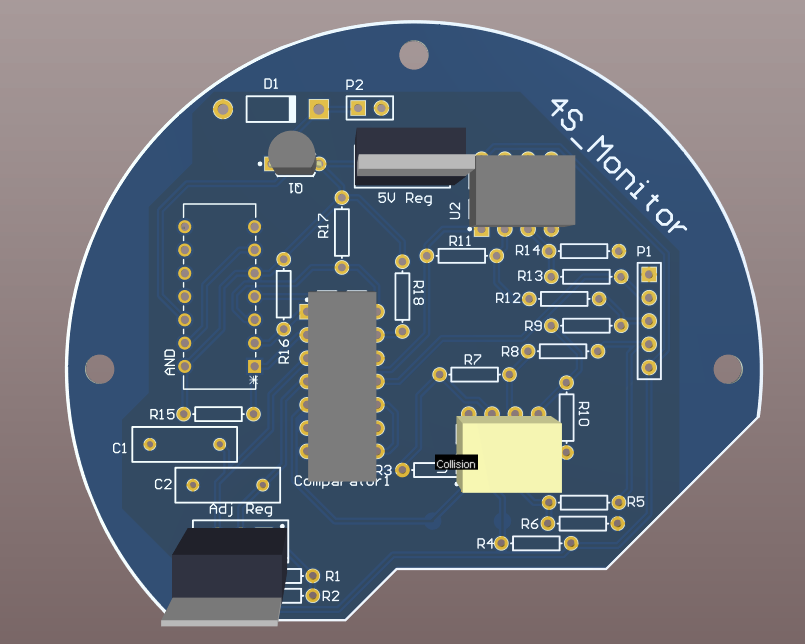 D1
P2
4S_Monitor
Q1
5V Reg
U2
R17
R11
R14
P1
R13
R18
R12
R16
R9
R8
AND
*
R7
R10
R15
C1
R3
Collision
Comparator1
C2
Adj Reg
R5
R6
R4
R1
R2